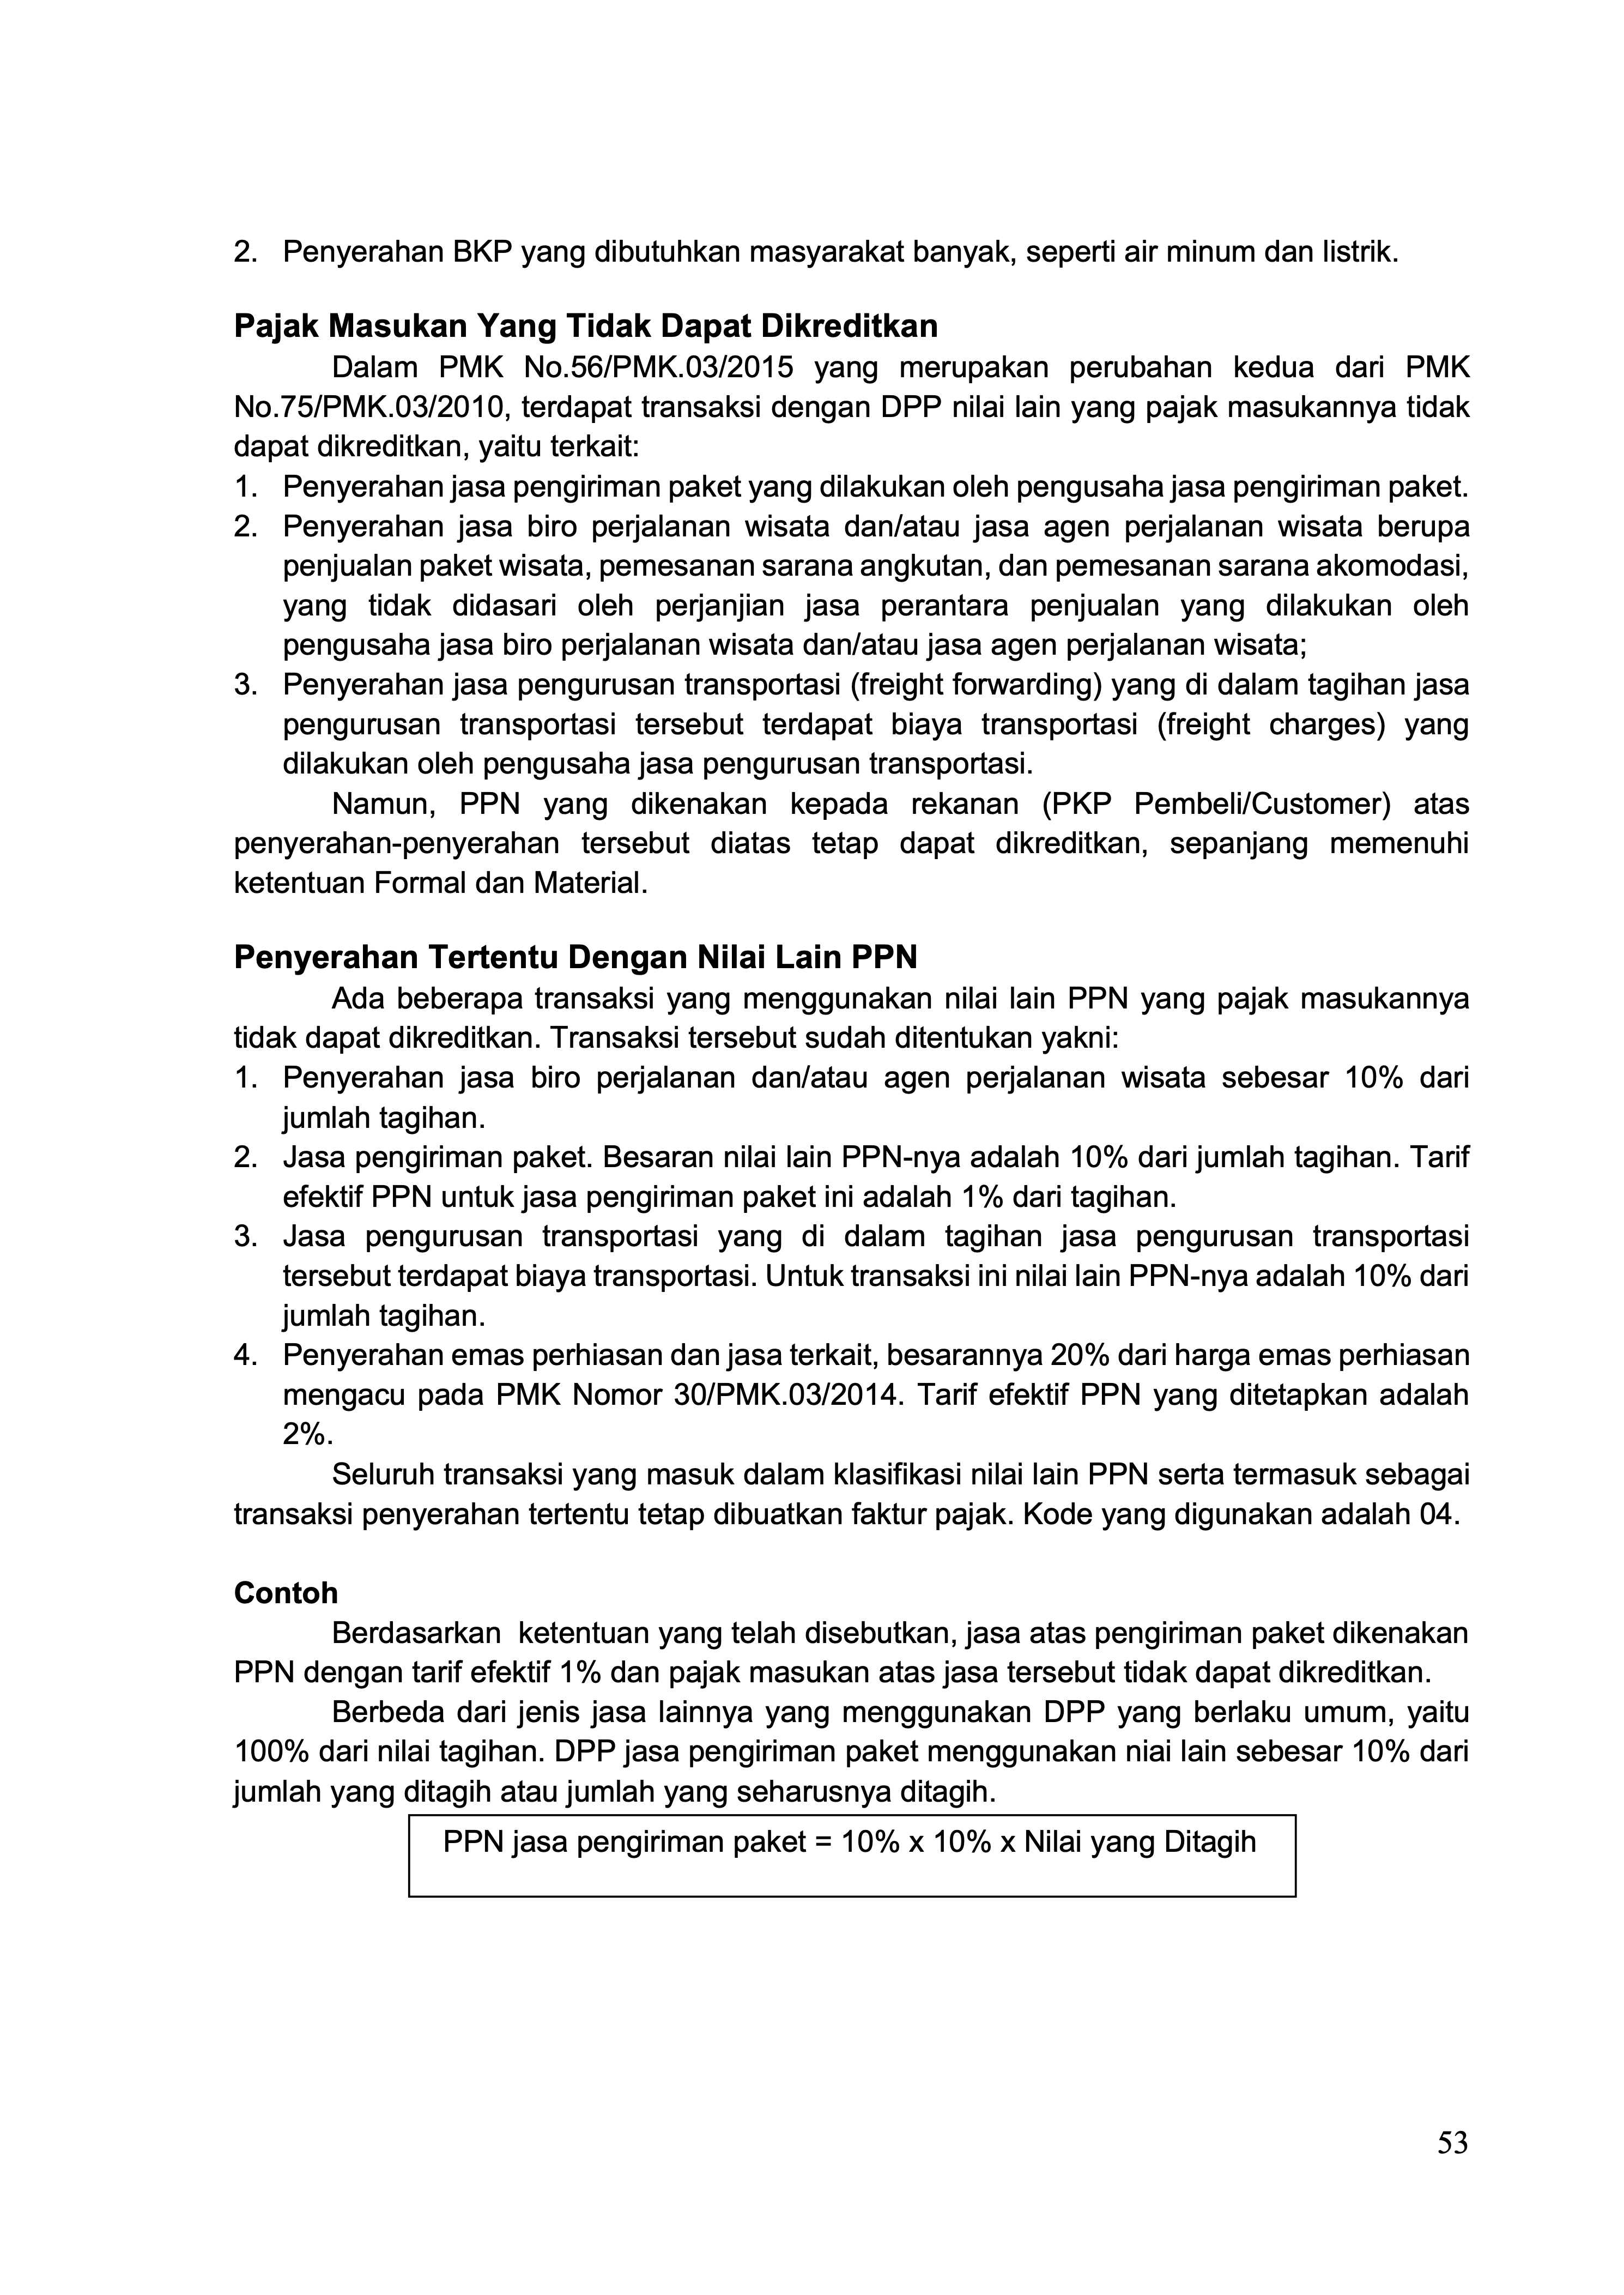 2. Penyerahan BKP yang dibutuhkan masyarakat banyak, seperti air minum dan listrik.
Pajak Masukan Yang Tidak Dapat Dikreditkan
Dalam PMK No.56/PMK.03/2015 yang merupakan perubahan kedua dari PMK
No.75/PMK.03/2010, terdapat transaksi dengan DPP nilai lain yang pajak masukannya tidak
dapat dikreditkan, yaitu terkait:
1. Penyerahan jasa pengiriman paket yang dilakukan oleh pengusaha jasa pengiriman paket.
2. Penyerahan jasa biro perjalanan wisata dan/atau jasa agen perjalanan wisata berupa
penjualan paket wisata, pemesanan sarana angkutan, dan pemesanan sarana akomodasi,
yang tidak didasari oleh perjanjian jasa perantara penjualan yang dilakukan oleh
pengusaha jasa biro perjalanan wisata dan/atau jasa agen perjalanan wisata;
3. Penyerahan jasa pengurusan transportasi (freight forwarding) yang di dalam tagihan jasa
pengurusan transportasi tersebut terdapat biaya transportasi (freight charges) yang
dilakukan oleh pengusaha jasa pengurusan transportasi.
Namun, PPN yang dikenakan kepada rekanan (PKP Pembeli/Customer) atas
penyerahan-penyerahan tersebut diatas tetap dapat dikreditkan, sepanjang memenuhi
ketentuan Formal dan Material.
Penyerahan Tertentu Dengan Nilai Lain PPN
Ada beberapa transaksi yang menggunakan nilai lain PPN yang pajak masukannya
tidak dapat dikreditkan. Transaksi tersebut sudah ditentukan yakni:
1. Penyerahan jasa biro perjalanan dan/atau agen perjalanan wisata sebesar 10% dari
jumlah tagihan.
2. Jasa pengiriman paket. Besaran nilai lain PPN-nya adalah 10% dari jumlah tagihan. Tarif
efektif PPN untuk jasa pengiriman paket ini adalah 1% dari tagihan.
3. Jasa pengurusan transportasi yang di dalam tagihan jasa pengurusan transportasi
tersebut terdapat biaya transportasi. Untuk transaksi ini nilai lain PPN-nya adalah 10% dari
jumlah tagihan.
4. Penyerahan emas perhiasan dan jasa terkait, besarannya 20% dari harga emas perhiasan
mengacu pada PMK Nomor 30/PMK.03/2014. Tarif efektif PPN yang ditetapkan adalah
2%.
Seluruh transaksi yang masuk dalam klasifikasi nilai lain PPN serta termasuk sebagai
transaksi penyerahan tertentu tetap dibuatkan faktur pajak. Kode yang digunakan adalah 04.
Contoh
Berdasarkan ketentuan yang telah disebutkan, jasa atas pengiriman paket dikenakan
PPN dengan tarif efektif 1% dan pajak masukan atas jasa tersebut tidak dapat dikreditkan.
Berbeda dari jenis jasa lainnya yang menggunakan DPP yang berlaku umum, yaitu
100% dari nilai tagihan. DPP jasa pengiriman paket menggunakan niai lain sebesar 10% dari
jumlah yang ditagih atau jumlah yang seharusnya ditagih.
PPN jasa pengiriman paket = 10% x 10% x Nilai yang Ditagih
53